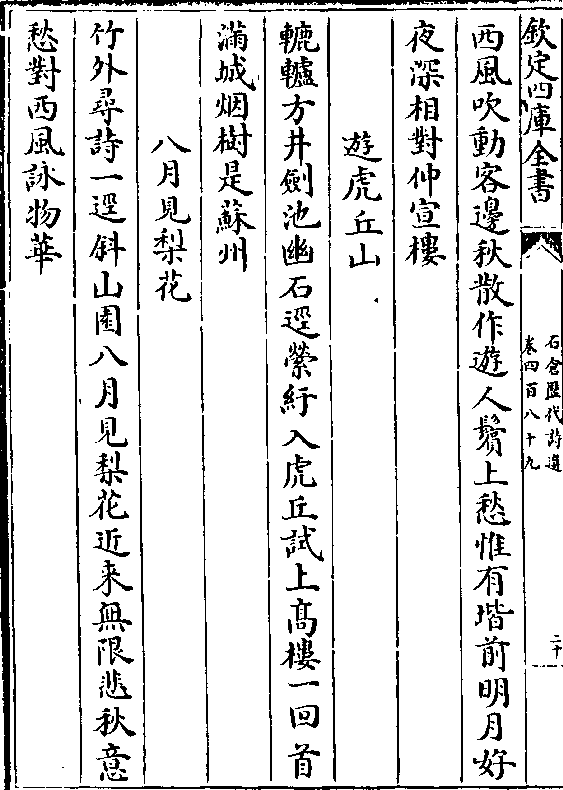 欽定四庫全書
石倉歷代詩選
卷四百八十九
二十
西風吹動客邊秋散作遊人鬢上愁惟有堦前明月好
夜深相對仲宣樓
遊虎丘山
轆轤方井劍池幽石逕縈紆入虎丘試上髙樓一回首
滿城烟樹是蘇州
八月見梨花
竹外尋詩一逕斜山園八月見梨花近来無限悲秋意
愁對西風詠物華